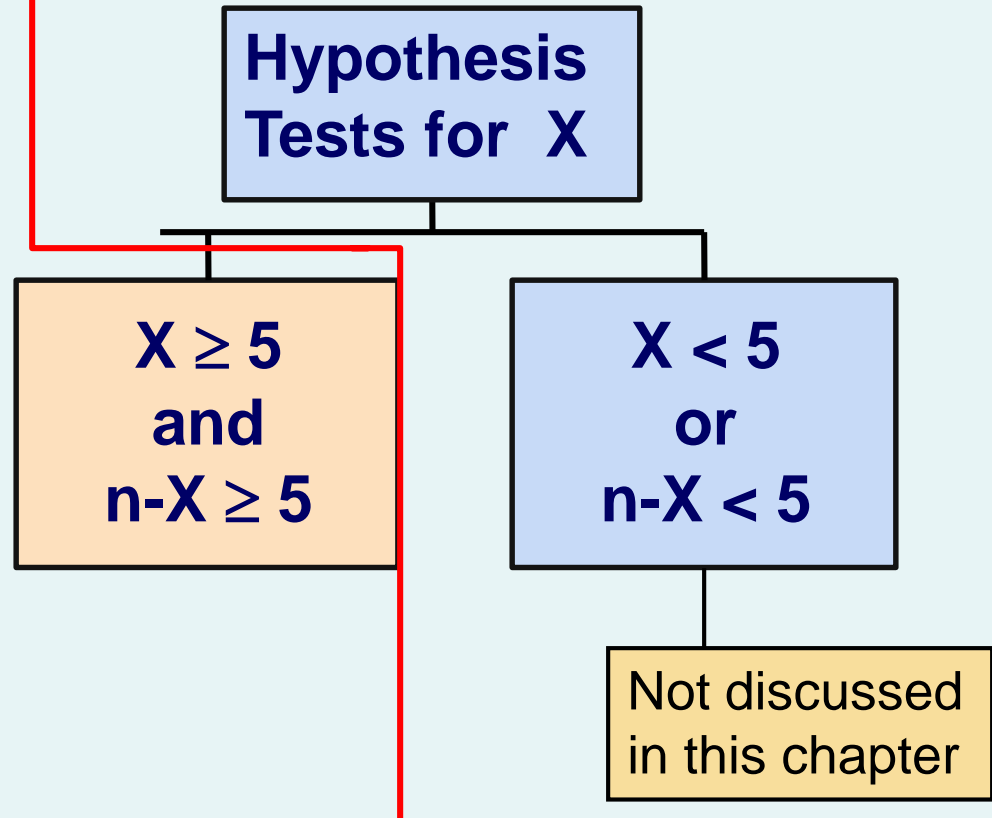 Hypothesis
Tests for X
X ≥ 5
and
n-X ≥ 5
X < 5
or
n-X < 5
Not discussed
in this chapter